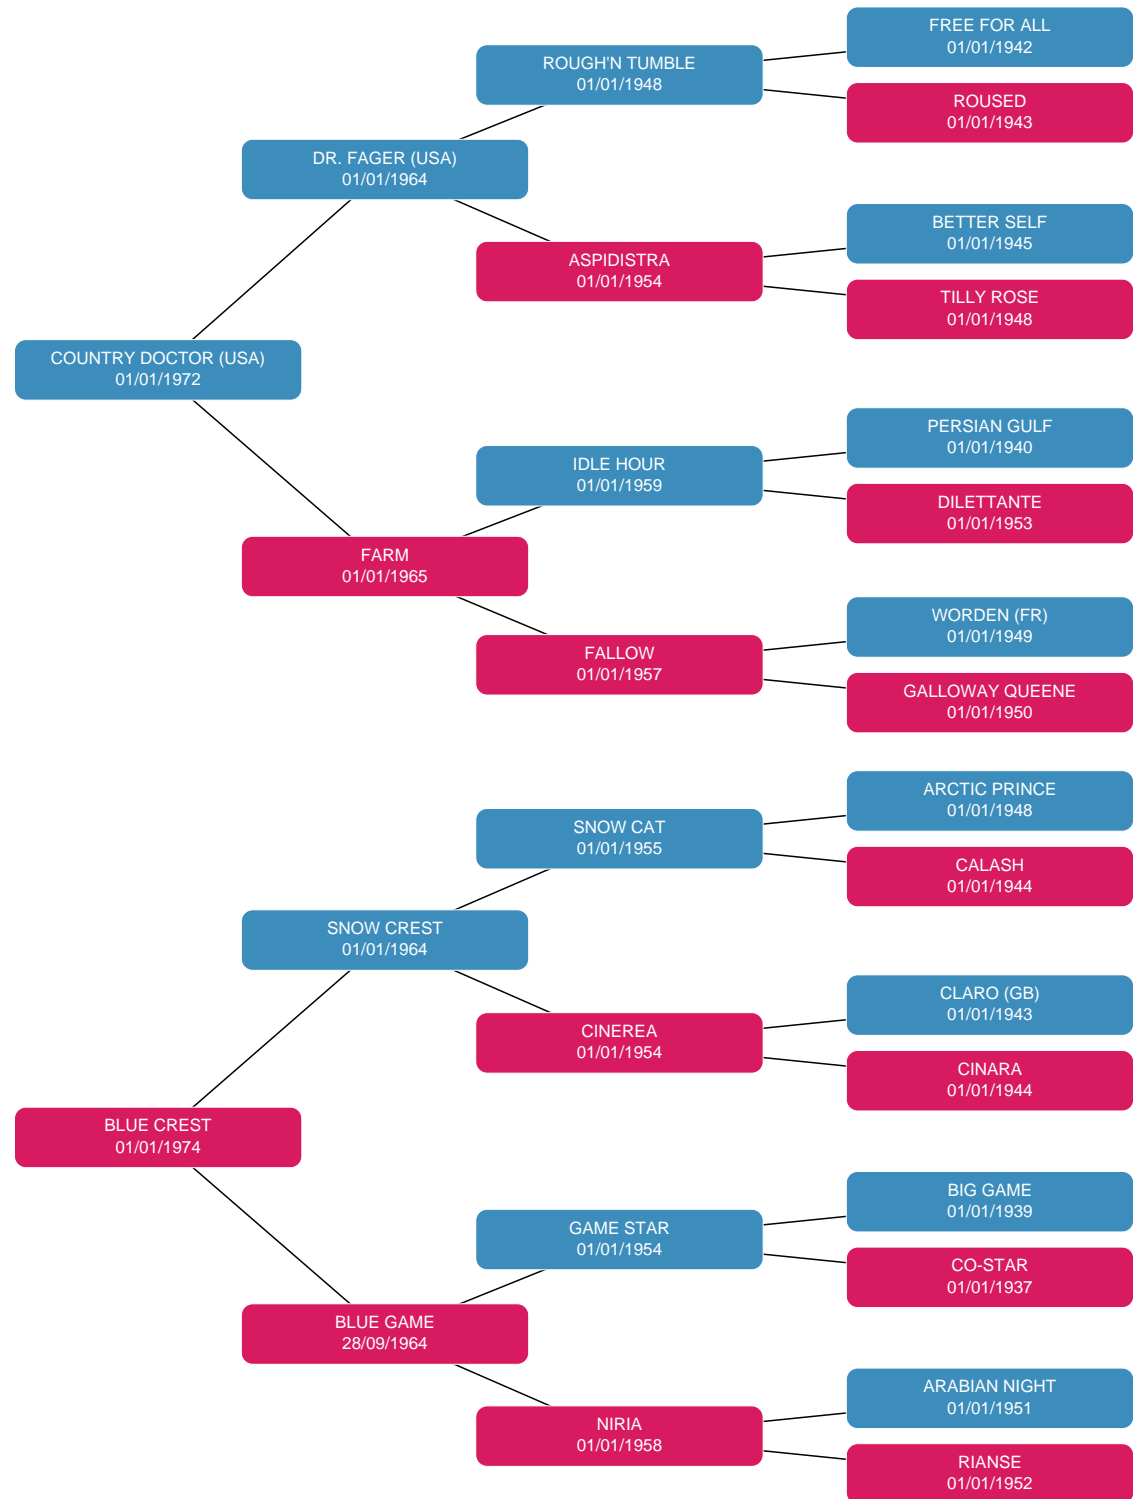 FREE FOR ALL
01/01/1942
ROUGH'N TUMBLE
01/01/1948
ROUSED
01/01/1943
DR. FAGER (USA)
01/01/1964
BETTER SELF
01/01/1945
ASPIDISTRA
01/01/1954
TILLY ROSE
01/01/1948
COUNTRY DOCTOR (USA)
01/01/1972
PERSIAN GULF
01/01/1940
IDLE HOUR
01/01/1959
DILETTANTE
01/01/1953
FARM
01/01/1965
WORDEN (FR)
01/01/1949
FALLOW
01/01/1957
GALLOWAY QUEENE
01/01/1950
ARCTIC PRINCE
01/01/1948
SNOW CAT
01/01/1955
CALASH
01/01/1944
SNOW CREST
01/01/1964
CLARO (GB)
01/01/1943
CINEREA
01/01/1954
CINARA
01/01/1944
BLUE CREST
01/01/1974
BIG GAME
01/01/1939
GAME STAR
01/01/1954
CO-STAR
01/01/1937
BLUE GAME
28/09/1964
ARABIAN NIGHT
01/01/1951
NIRIA
01/01/1958
RIANSE
01/01/1952